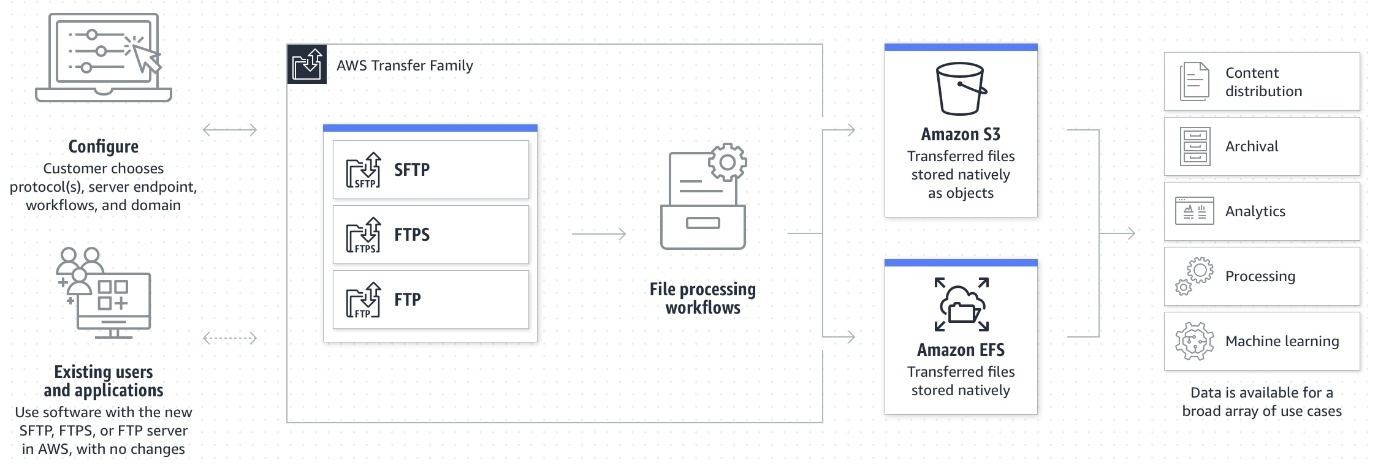 Configure
Customer chooses
protocol(s), server endpoint,
workflows, and domain
Existing users
and applications
Use software with the new
SFTP, FTPS, or FTP server
in AWS, with no changes
AWS Transfer Family
SFTP
SFTP
FTPS
FTPS
FTP
FTP
File processing
workflows
Amazon S3
Transferred files
stored natively
as objects
Amazon EFS
Transferred files
stored natively
Content
distribution
Archival
Analytics
Processing
Machine learning
Data is available for a
broad array of use cases